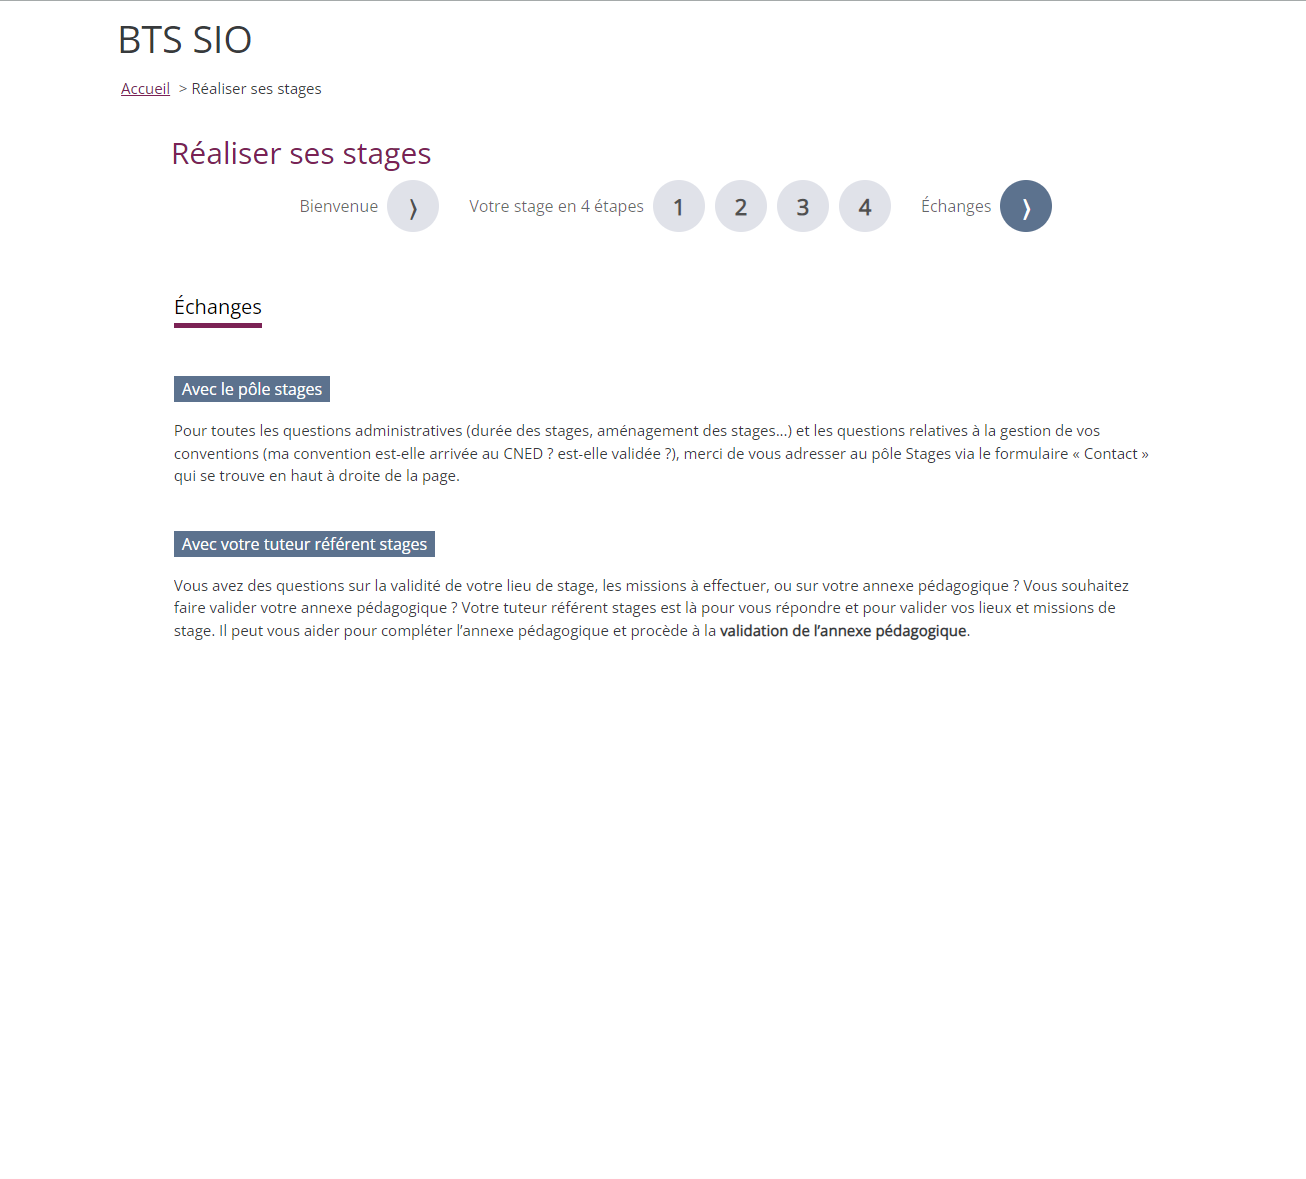 BTS SIO
Accueil > Réaliser ses stages
Réaliser ses stages
Bienvenue ⟩ Votre stage en 4 étapes 1 2 3 4 Échanges ⟩
Échanges
Avec le pôle stages
Pour toutes les questions administratives (durée des stages, aménagement des stages...) et les questions relatives à la gestion de vos
conventions (ma convention est-elle arrivée au CNED ? est-elle validée ?), merci de vous adresser au pôle Stages via le formulaire « Contact »
qui se trouve en haut à droite de la page.
Avec votre tuteur référent stages
Vous avez des questions sur la validité de votre lieu de stage, les missions à effectuer, ou sur votre annexe pédagogique ? Vous souhaitez
faire valider votre annexe pédagogique ? Votre tuteur référent stages est là pour vous répondre et pour valider vos lieux et missions de
stage. Il peut vous aider pour compléter l’annexe pédagogique et procède à la validation de l’annexe pédagogique.